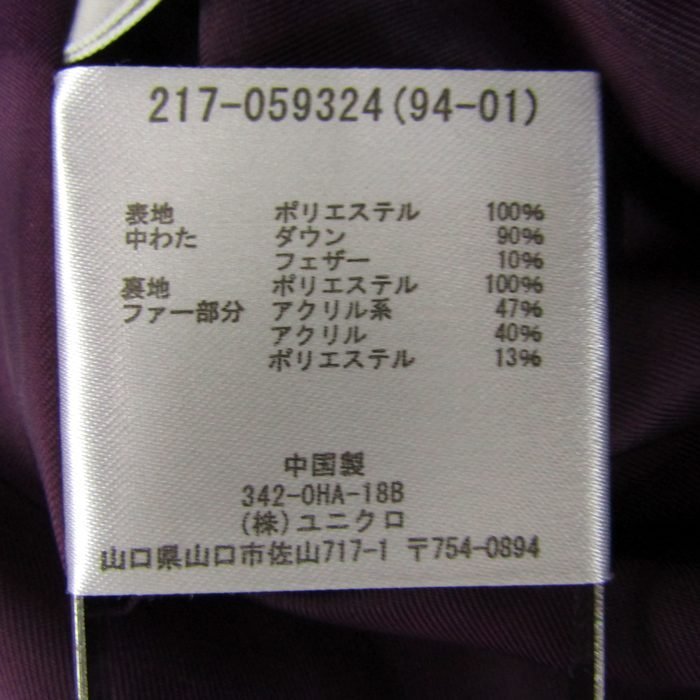 217-059324(94-01)
表地 ポリエステル 100%
中わた ダウン 90%
フェザー 10%
裏地 ポリエステル 100%
ファー部分 アクリル系 47%
アクリル 40%
ポリエステル 13%
中国製
342-0HA-18B
(株)ユニクロ
山口県山口市佐山717-1 〒754-0894